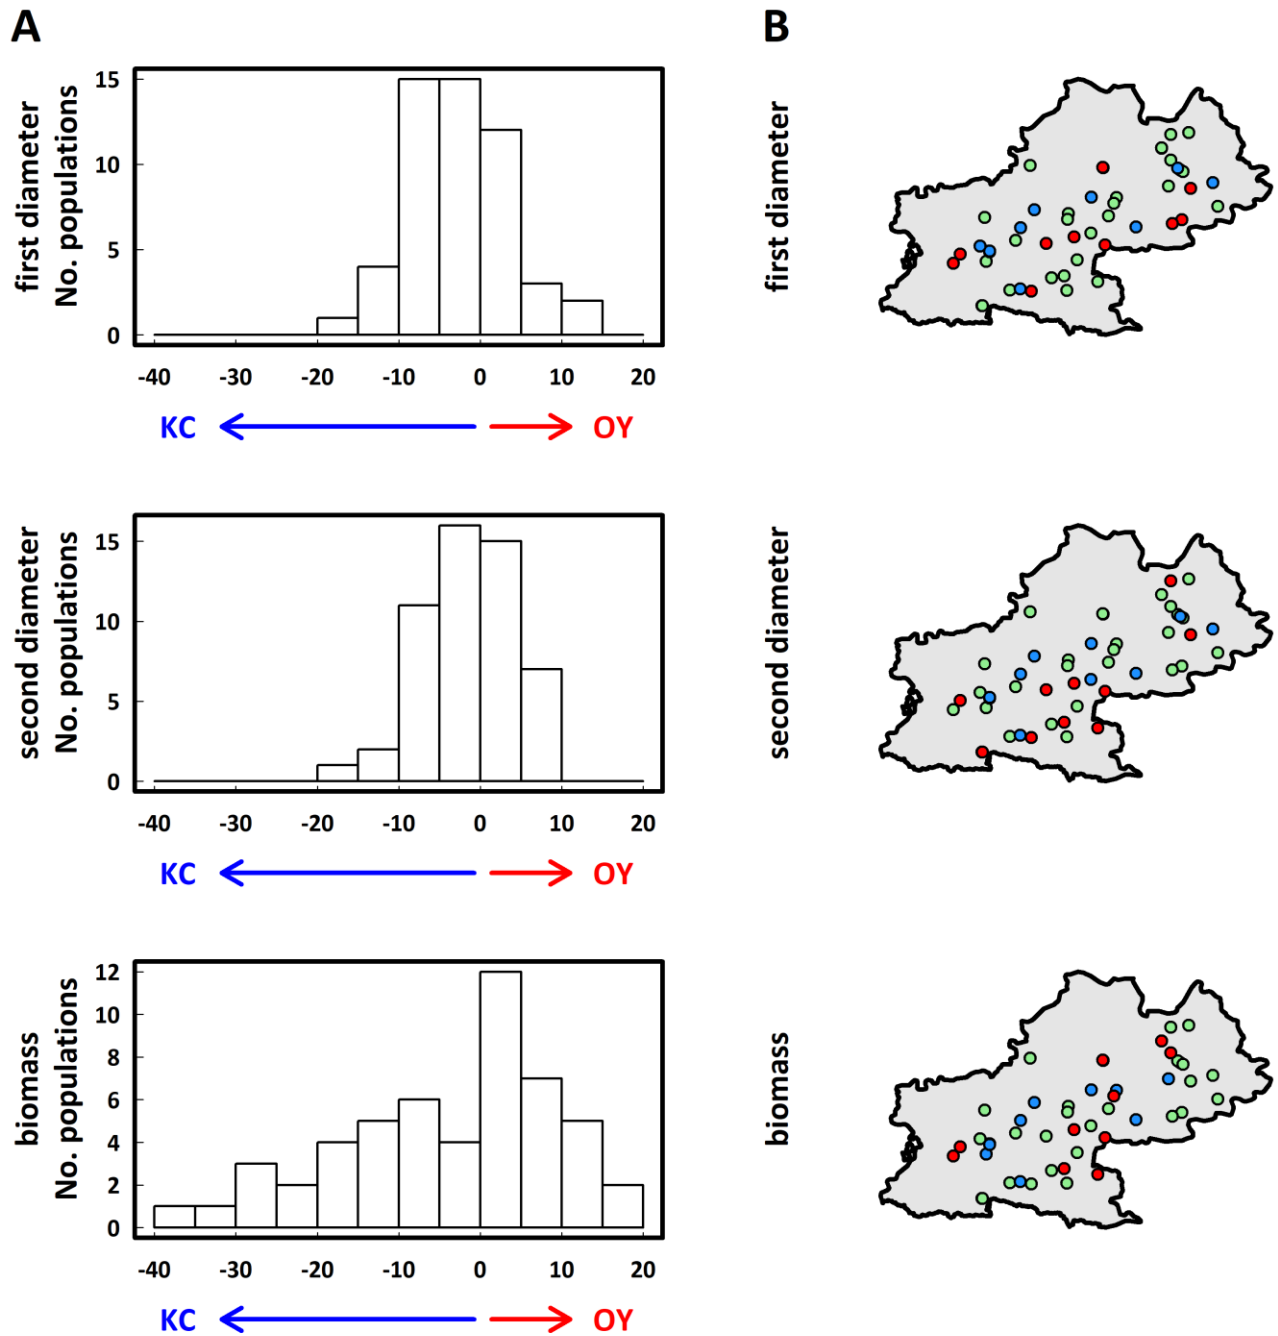 A
B
first diameter
No. populations
15
10
5
0
-40 -30 -20 -10 0 10 20
KC OY
first diameter
second diameter
No. populations
15
10
5
0
-40 -30 -20 -10 0 10 20
KC OY
second diameter
biomass
No. populations
12
10
8
6
4
2
0
-40 -30 -20 -10 0 10 20
KC OY
biomass